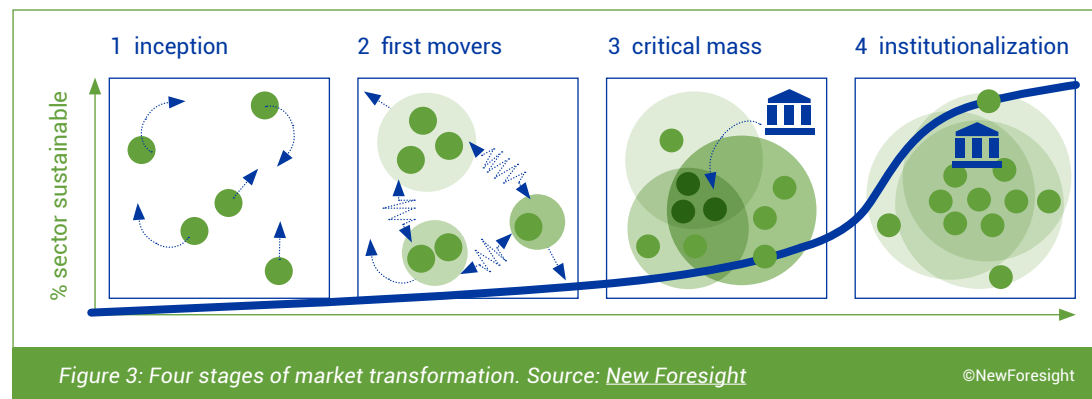 1 inception
2 first movers
3 critical mass
4 institutionalization
% sector sustainable
Figure 3: Four stages of market transformation. Source: New Foresight
©NewForesight